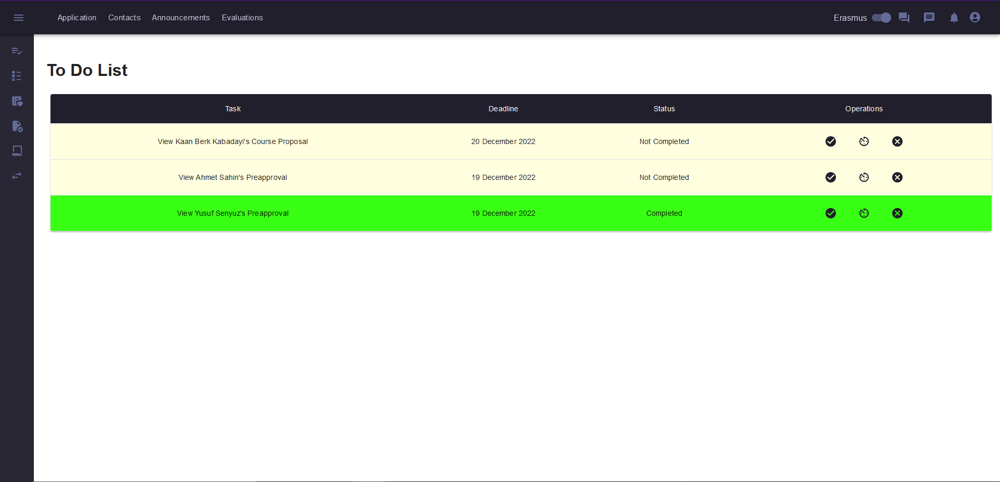 Application Contacts Announcements Evaluations Erasmus
To Do List
Task Deadline Status Operations
View Kaan Berk Kabadayi's Course Proposal 20 December 2022 Not Completed
View Ahmet Sahin's Preapproval 19 December 2022 Not Completed
View Yusuf Senyuz's Preapproval 19 December 2022 Completed